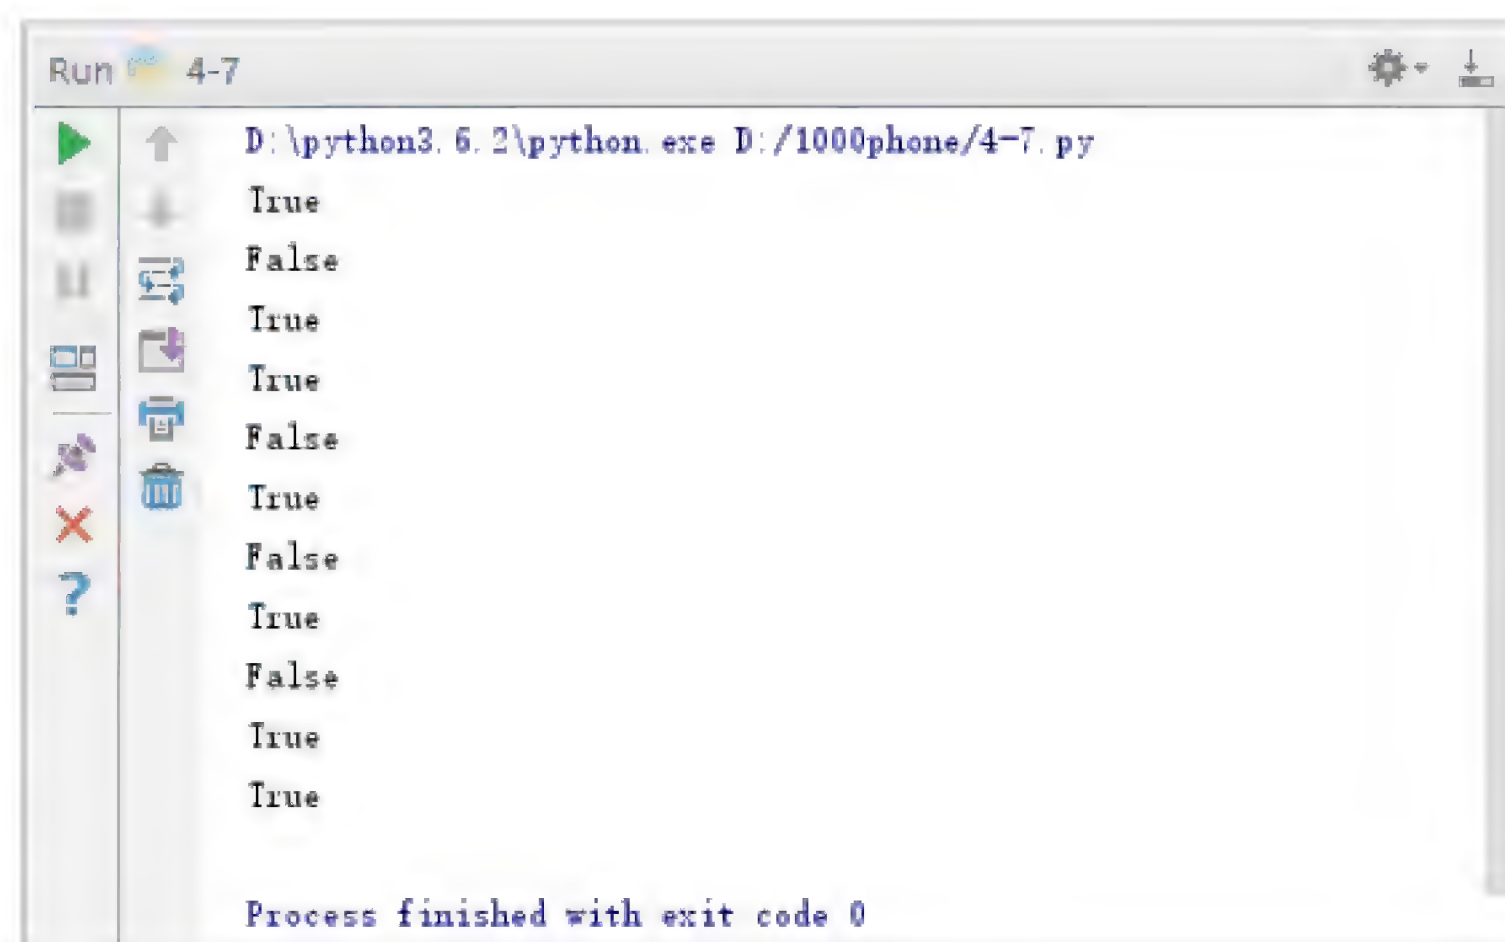 Run 4-7
D:\python3.6.2\python.exe D:/1000phone/4-7.py
True
False
True
True
False
True
False
True
False
True
True
Process finished with exit code 0